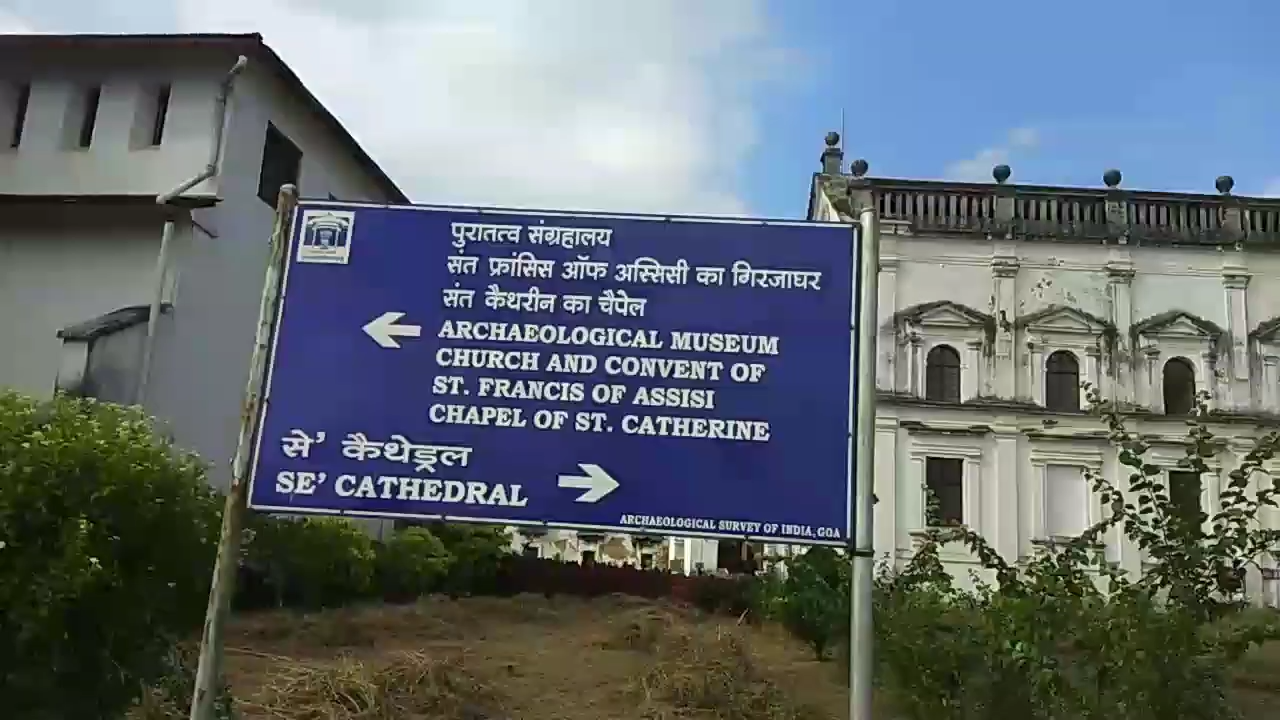 पुरातत्व संग्रहालय
संत फ्रांसिस ऑफ अस्सिसी का गिरजाघर
संत कैथरीन का चैपेल
ARCHAEOLOGICAL MUSEUM
CHURCH AND CONVENT OF
ST. FRANCIS OF ASSISI
CHAPEL OF ST. CATHERINE
से' कैथेड्रल
SE' CATHEDRAL
ARCHAEOLOGICAL SURVEY OF INDIA, GOA